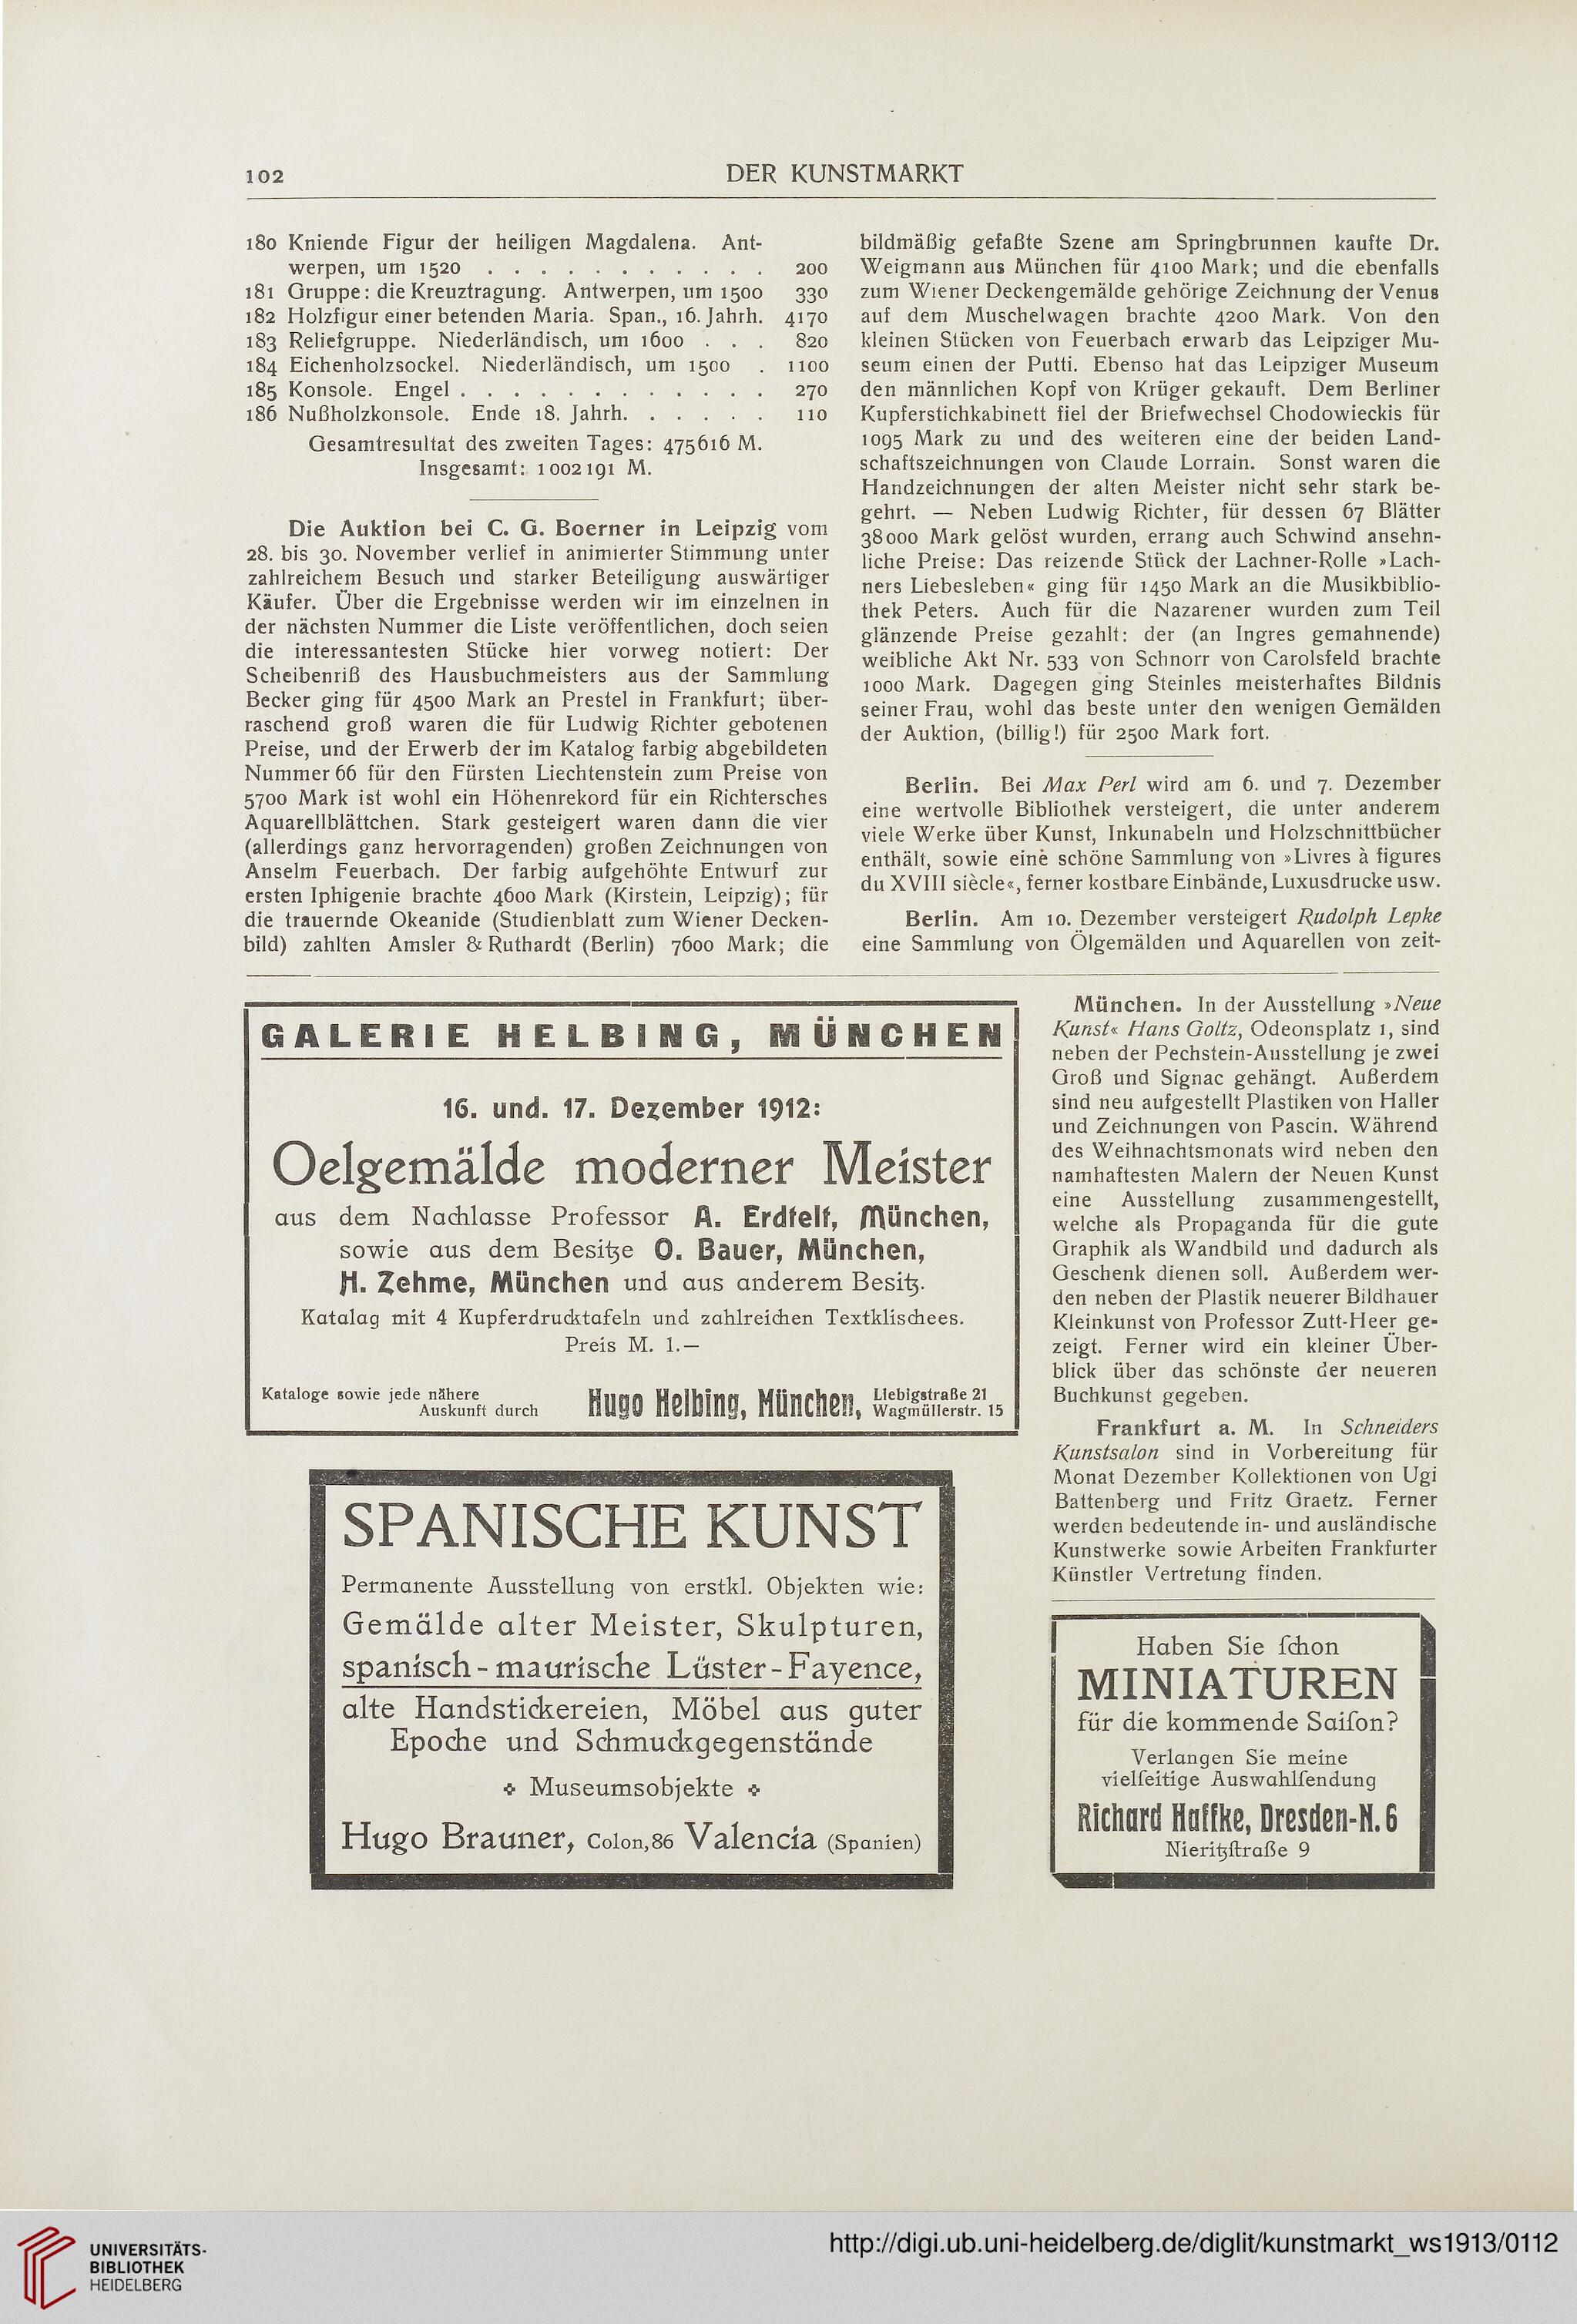 102
DER KUNSTMARKT
180 Kniende Figur der heiligen Magdalena. Ant-
werpen, um 1520 . . . . . . . . . . . 200
181 Gruppe: die Kreuztragung. Antwerpen, um 1500 330
182 Holzfigur einer betenden Maria. Span., 16. Jahrh. 4170
183 Reliefgruppe. Niederländisch, um 1600 . . . 820
184 Eichenholzsockel. Niederländisch, um 1500 . 1100
185 Konsole. Engel . . . . . . . . . . . . 270
186 Nußholzkonsole. Ende 18. Jahrh. . . . . . 110
Gesamtresultat des zweiten Tages: 475616 M.
Insgesamt: 1002191 M.
Die Auktion bei C. G. Boerner in Leipzig vom
28. bis 30. November verlief in animierter Stimmung unter
zahlreichem Besuch und starker Beteiligung auswärtiger
Käufer. Über die Ergebnisse werden wir im einzelnen in
der nächsten Nummer die Liste veröffentlichen, doch seien
die interessantesten Stücke hier vorweg notiert: Der
Scheibenriß des Hausbuchmeisters aus der Sammlung
Becker ging für 4500 Mark an Prestel in Frankfurt; über-
raschend groß waren die für Ludwig Richter gebotenen
Preise, und der Erwerb der im Katalog farbig abgebildeten
Nummer 66 für den Fürsten Liechtenstein zum Preise von
5700 Mark ist wohl ein Höhenrekord für ein Richtersches
Aquarellblättchen. Stark gesteigert waren dann die vier
(allerdings ganz hervorragenden) großen Zeichnungen von
Anselm Feuerbach. Der farbig aufgehöhte Entwurf zur
ersten Iphigenie brachte 4600 Mark (Kirstein, Leipzig); für
die trauernde Okeanide (Studienblatt zum Wiener Decken-
bild) zahlten Amsler & Ruthardt (Berlin) 7600 Mark; die
bildmäßig gefaßte Szene am Springbrunnen kaufte Dr.
Weigmann aus München für 4100 Mark; und die ebenfalls
zum Wiener Deckengemälde gehörige Zeichnung der Venus
auf dem Muschelwagen brachte 4200 Mark. Von den
kleinen Stücken von Feuerbach erwarb das Leipziger Mu-
seum einen der Putti. Ebenso hat das Leipziger Museum
den männlichen Kopf von Krüger gekauft. Dem Berliner
Kupferstichkabinett fiel der Briefwechsel Chodowieckis für
1095 Mark zu und des weiteren eine der beiden Land-
schaftszeichnungen von Claude Lorrain. Sonst waren die
Handzeichnungen der alten Meister nicht sehr stark be-
gehrt. — Neben Ludwig Richter, für dessen 67 Blätter
38000 Mark gelöst wurden, errang auch Schwind ansehn-
liche Preise: Das reizende Stück der Lachner-Rolle »Lach-
ners Liebesleben« ging für 1450 Mark an die Musikbiblio-
thek Peters. Auch für die Nazarener wurden zum Teil
glänzende Preise gezahlt: der (an Ingres gemahnende)
weibliche Akt Nr. 533 von Schnorr von Carolsfeld brachte
1000 Mark. Dagegen ging Steinles meisterhaftes Bildnis
seiner Frau, wohl das beste unter den wenigen Gemälden
der Auktion, (billig!) für 2500 Mark fort.
Berlin. Bei Max Perl wird am 6. und 7. Dezember
eine wertvolle Bibliothek versteigert, die unter anderem
viele Werke über Kunst, Inkunabeln und Holzschnittbücher
enthält, sowie eine schöne Sammlung von »Livres à figures
du XVIII siècle«, ferner kostbare Einbände, Luxusdrucke usw.
Berlin. Am 10. Dezember versteigert Rudolph Lepke
eine Sammlung von Ölgemälden und Aquarellen von zeit-
GALERIE HELBING, MÜNCHEN
16. und. 17. Dezember 1912:
Oelgemälde moderner Meister
aus dem Nachlasse Professor A. Erdtelt, München,
sowie aus dem Besitze O. Bauer, München,
H. Zehme, München und aus anderem Besitz.
Katalag mit 4 Kupferdrucktafeln und zahlreichen Textklischees.
Preis M. 1.—
Kataloge sowie jede nähere
Auskunft durch
Hugo Helbing, München,
Liebigstraße 21
Wagmüllerstr. 15
SPANISCHE KUNST
Permanente Ausstellung von erstkl. Objekten wie:
Gemälde alter Meister, Skulpturen,
spanisch-maurische Lüster-Fayence,
alte Handstickereien, Möbel aus guter
Epoche und Schmuckgegenstände
Museumsobjekte
Hugo Brauner, Colon, 86 Valencia (Spanien)
München. In der Ausstellung »Neue
Kunst« Hans Goltz, Odeonsplatz 1, sind
neben der Pechstein-Ausstellung je zwei
Groß und Signac gehängt. Außerdem
sind neu aufgestellt Plastiken von Haller
und Zeichnungen von Pascin. Während
des Weihnachtsmonats wird neben den
namhaftesten Malern der Neuen Kunst
eine Ausstellung zusammengestellt,
welche als Propaganda für die gute
Graphik als Wandbild und dadurch als
Geschenk dienen soll. Außerdem wer-
den neben der Plastik neuerer Bildhauer
Kleinkunst von Professor Zutt-Heer ge-
zeigt. Ferner wird ein kleiner Über-
blick über das schönste der neueren
Buchkunst gegeben.
Frankfurt a. M. In Schneiders
Kunstsalon sind in Vorbereitung für
Monat Dezember Kollektionen von Ugi
Battenberg und Fritz Graetz. Ferner
werden bedeutende in- und ausländische
Kunstwerke sowie Arbeiten Frankfurter
Künstler Vertretung finden.
Haben Sie ſchon
MINIATUREN
für die kommende Saiſon?
Verlangen Sie meine
vielſeitige Auswahlſendung
Richard Haffke, Dresden-N. 6
Nieritzſtraße 9
UNIVERSITÄTS-
BIBLIOTHEK
HEIDELBERG
http://digi.ub.uni-heidelberg.de/diglit/kunstmarkt_ws1913/0112